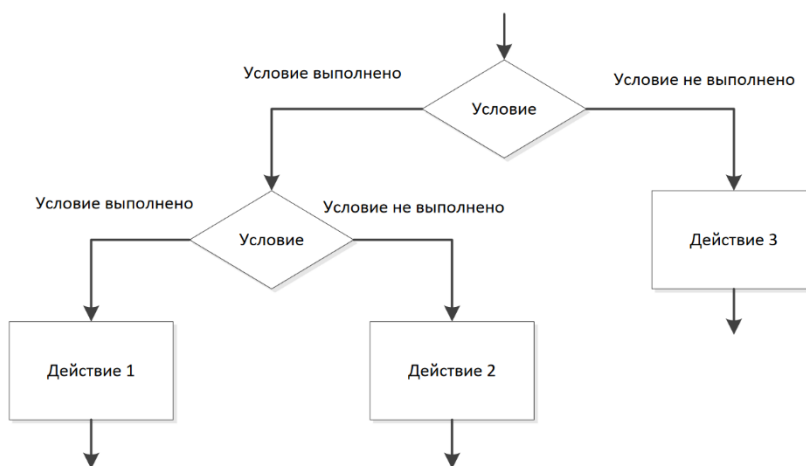 Условие выполнено
Условие не выполнено
Условие
Условие выполнено
Условие не выполнено
Условие
Действие 3
Действие 1
Действие 2